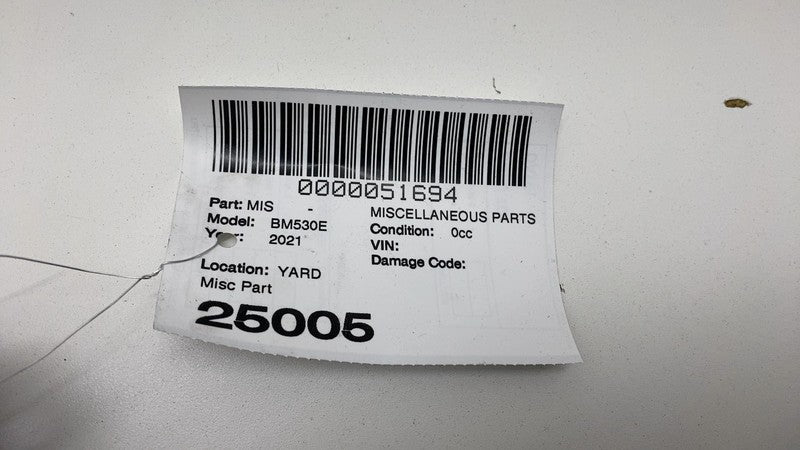 0000051694
Part: MIS - MISCELLANEOUS PARTS
Model: BM530E Condition: 0cc
Year: 2021 VIN:
Damage Code:
Location: YARD
Misc Part
25005